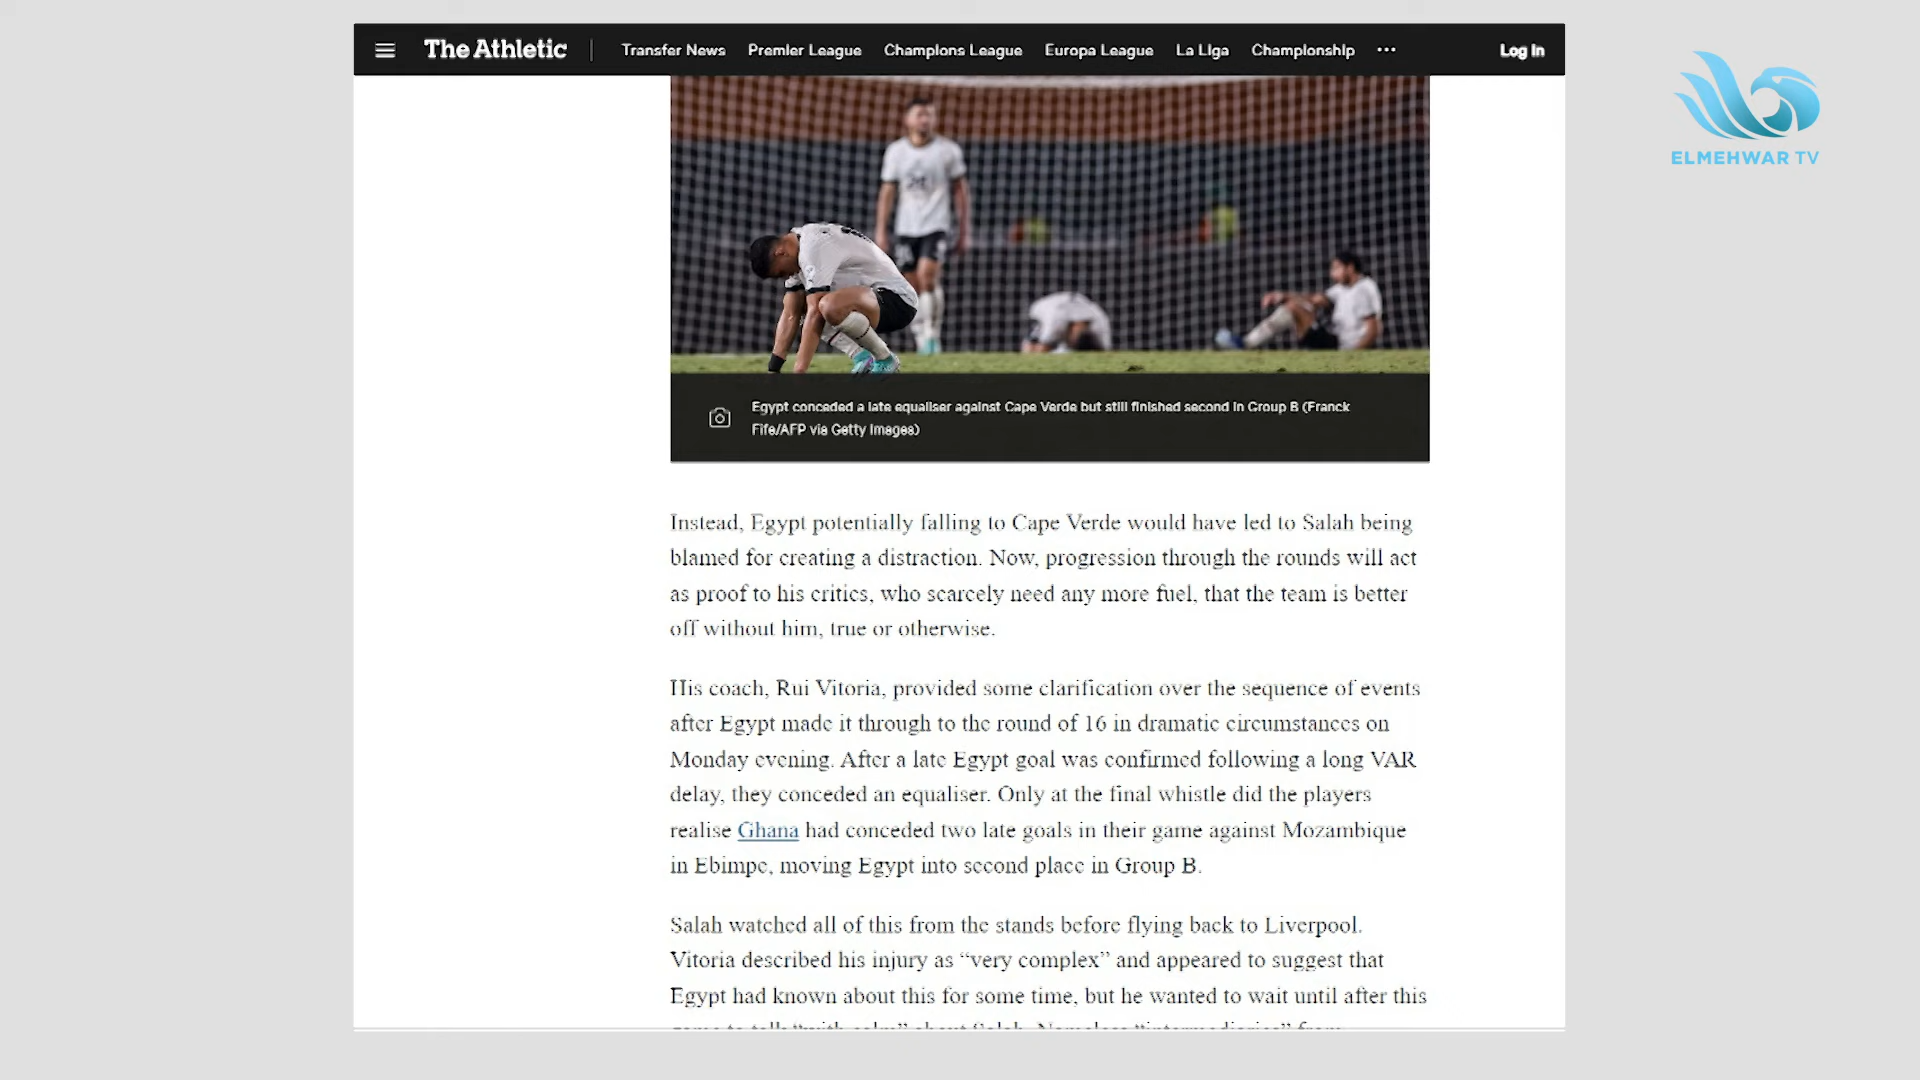 The Athletic
Transfer News Premier League Champions League Europa League La Liga Championship ...
Log In
ELMEHWAR TV
Egypt conceded a late equaliser against Cape Verde but still finished second in Group B (Franck
Fife/AFP via Getty Images)
Instead, Egypt potentially falling to Cape Verde would have led to Salah being
blamed for creating a distraction. Now, progression through the rounds will act
as proof to his critics, who scarcely need any more fuel, that the team is better
off without him, true or otherwise.
His coach, Rui Vitoria, provided some clarification over the sequence of events
after Egypt made it through to the round of 16 in dramatic circumstances on
Monday evening. After a late Egypt goal was confirmed following a long VAR
delay, they conceded an equaliser. Only at the final whistle did the players
realise Ghana had conceded two late goals in their game against Mozambique
in Ebimpe, moving Egypt into second place in Group B.
Salah watched all of this from the stands before flying back to Liverpool.
Vitoria described his injury as “very complex” and appeared to suggest that
Egypt had known about this for some time, but he wanted to wait until after this